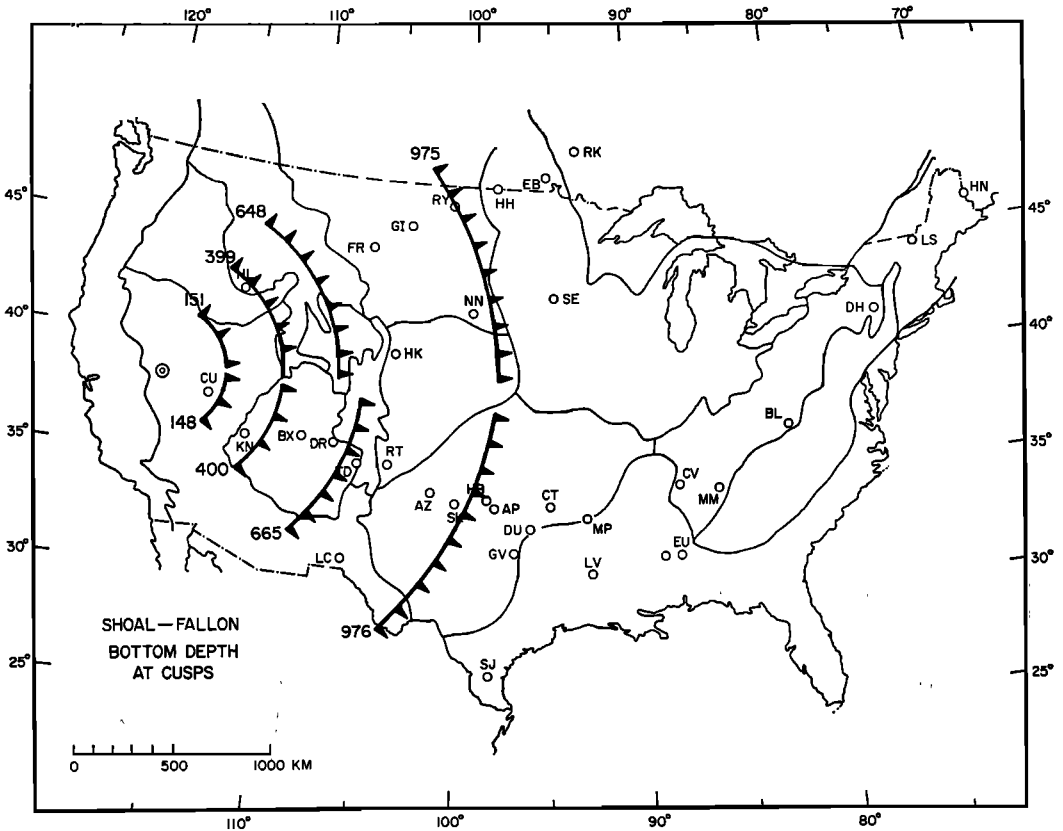 120° 110° 100° 90° 80° 70°
975 RK
EB HN
45° RY HH 45°
648 GI LS
FR
399
NN SE
151 DH
40° 40°
HK
CU
148 BL
35° KN BX DR RT 35°
400 CV
AZ MM
AP CT
665 DU MP EU
30° LC GV 30°
LV
976
SHOAL—FALLON
BOTTOM DEPTH
AT CUSPS
25° SJ 25°
0 500 1000 KM
110° 100° 90° 80°